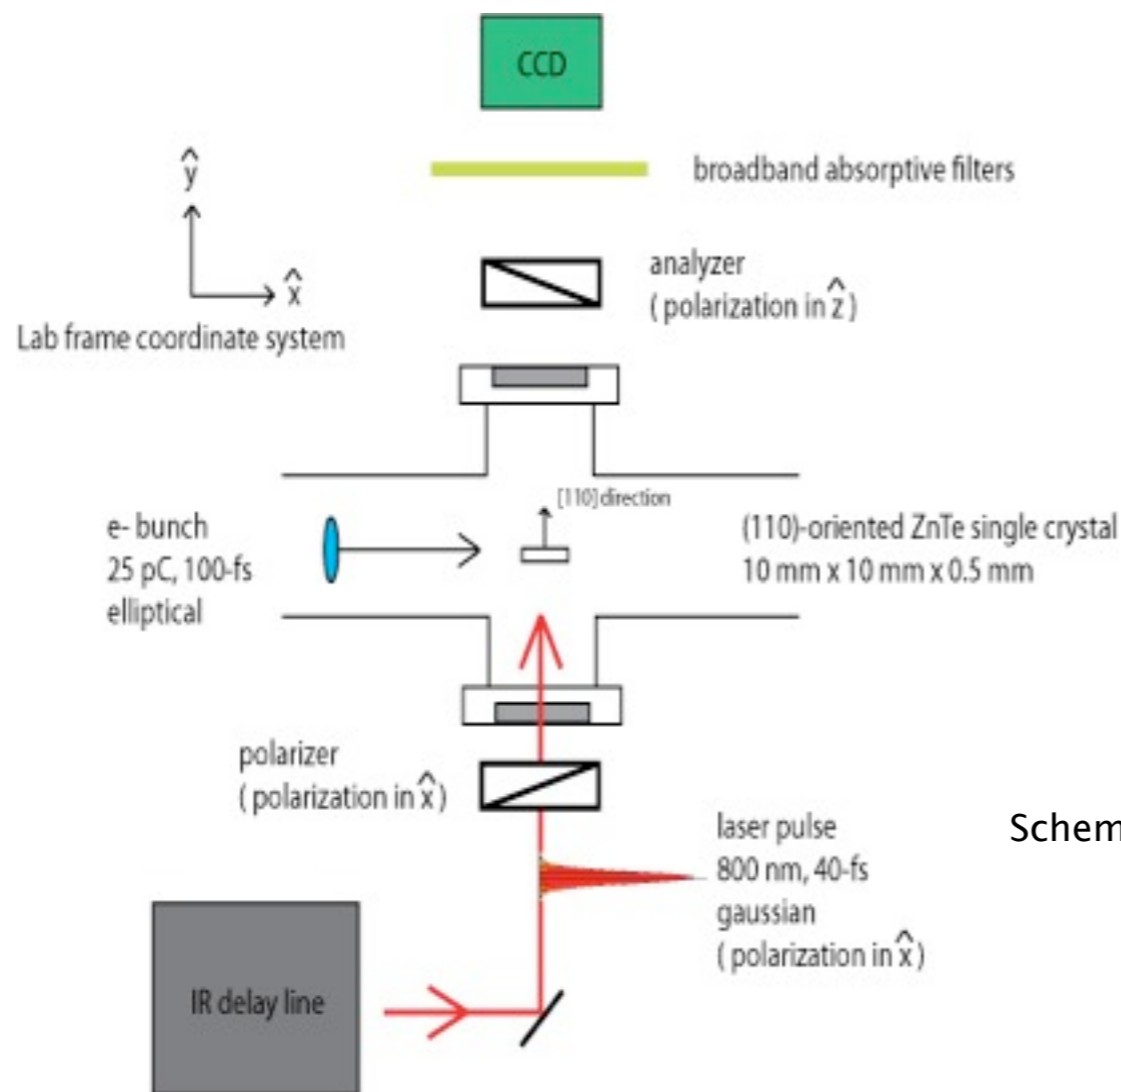 CCD
ŷ
broadband absorptive filters
x̂
analyzer
( polarization in ẑ )
Lab frame coordinate system
[110] direction
e- bunch
25 pC, 100-fs
elliptical
(110)-oriented ZnTe single crystal
10 mm x 10 mm x 0.5 mm
polarizer
( polarization in x̂ )
laser pulse
800 nm, 40-fs
gaussian
( polarization in x̂ )
Schem
IR delay line